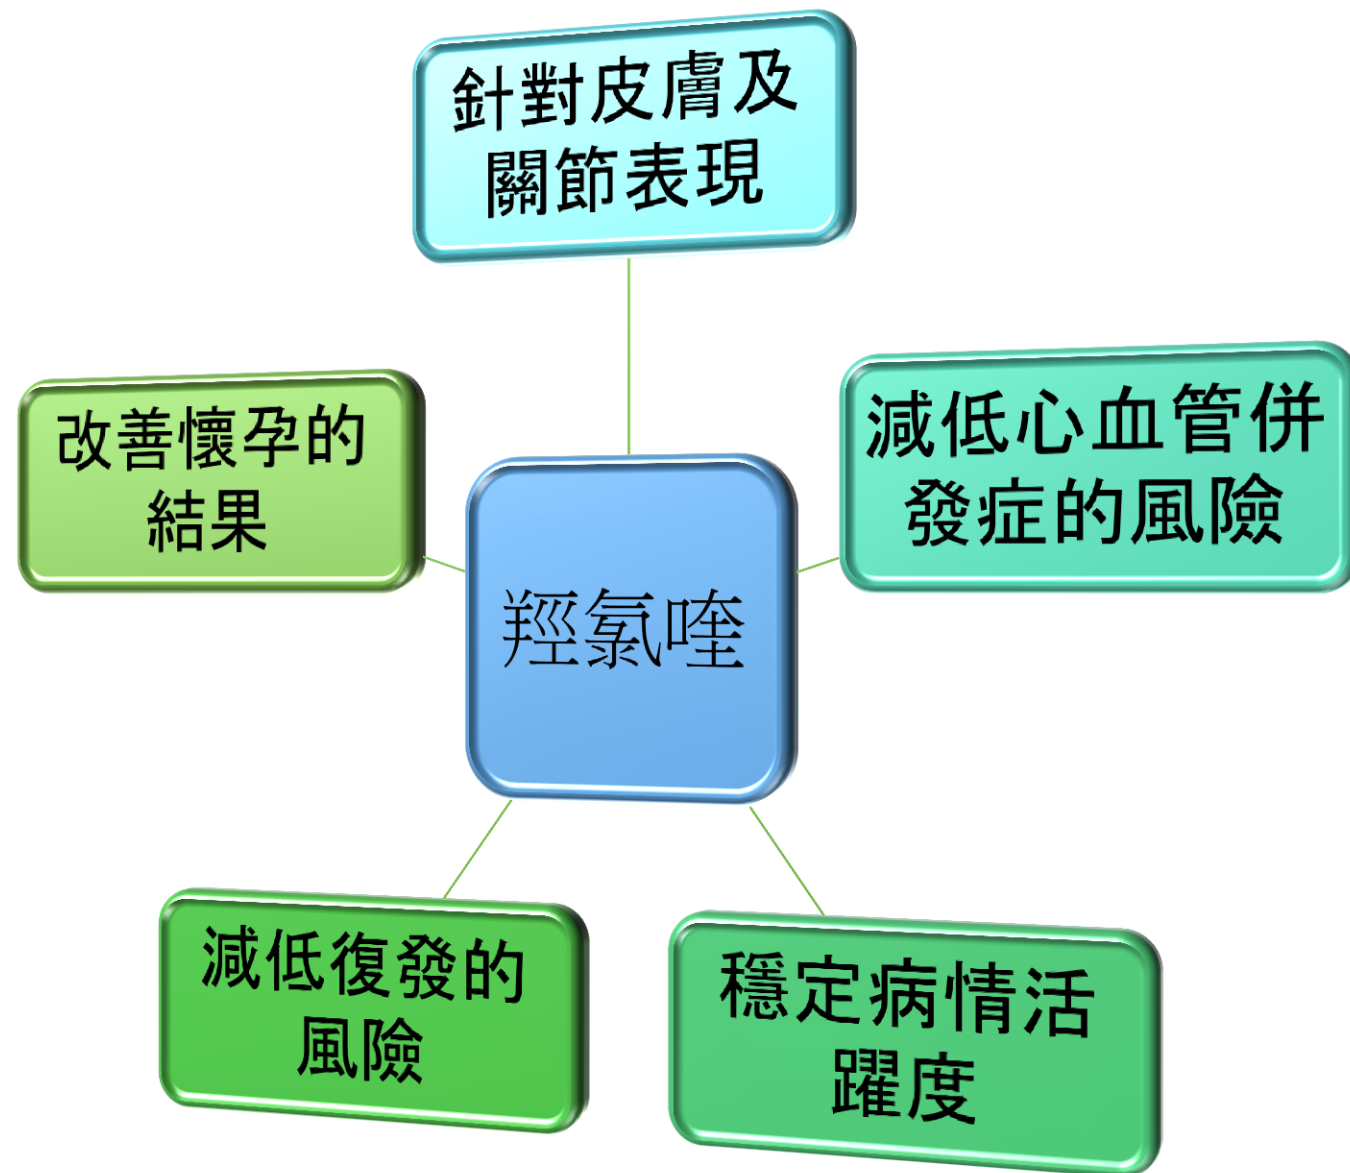 針對皮膚及
關節表現
改善懷孕的
結果
減低心血管併
發症的風險
羥氯喹
減低復發的
風險
穩定病情活
躍度